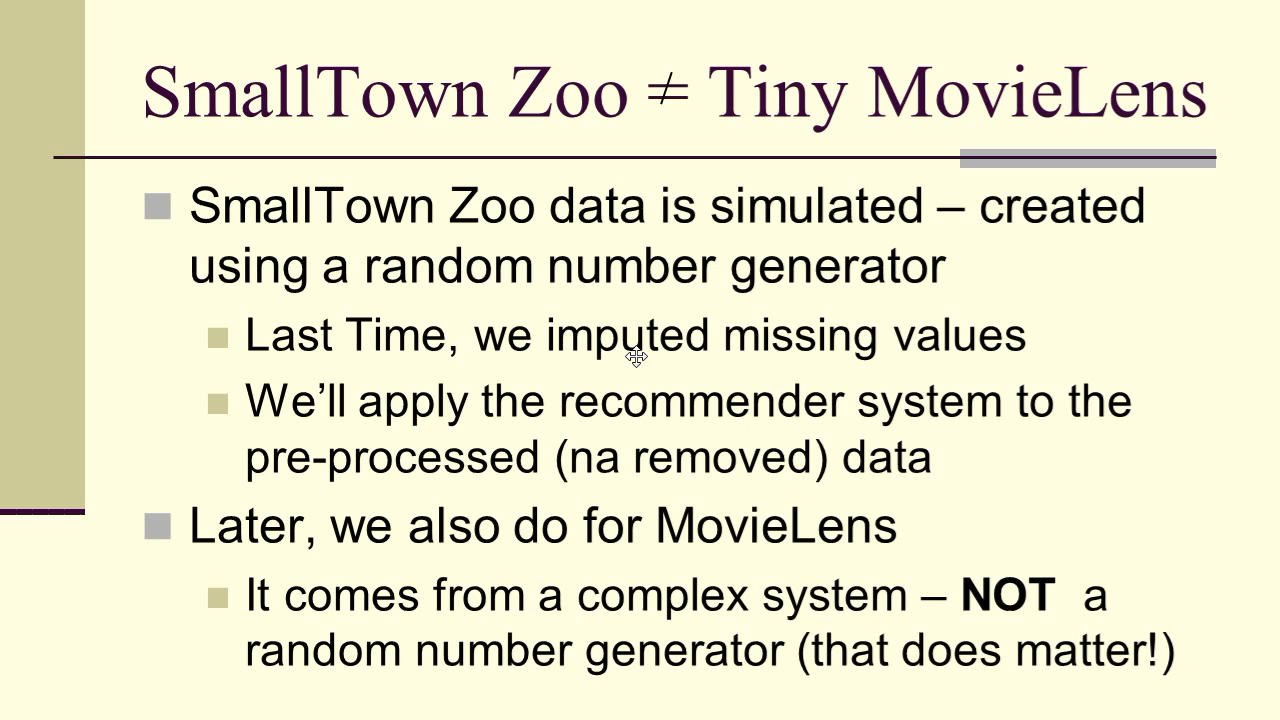 SmallTown Zoo ≠ Tiny MovieLens
SmallTown Zoo data is simulated – created
using a random number generator
Last Time, we imputed missing values
We’ll apply the recommender system to the
pre-processed (na removed) data
Later, we also do for MovieLens
It comes from a complex system – NOT a
random number generator (that does matter!)